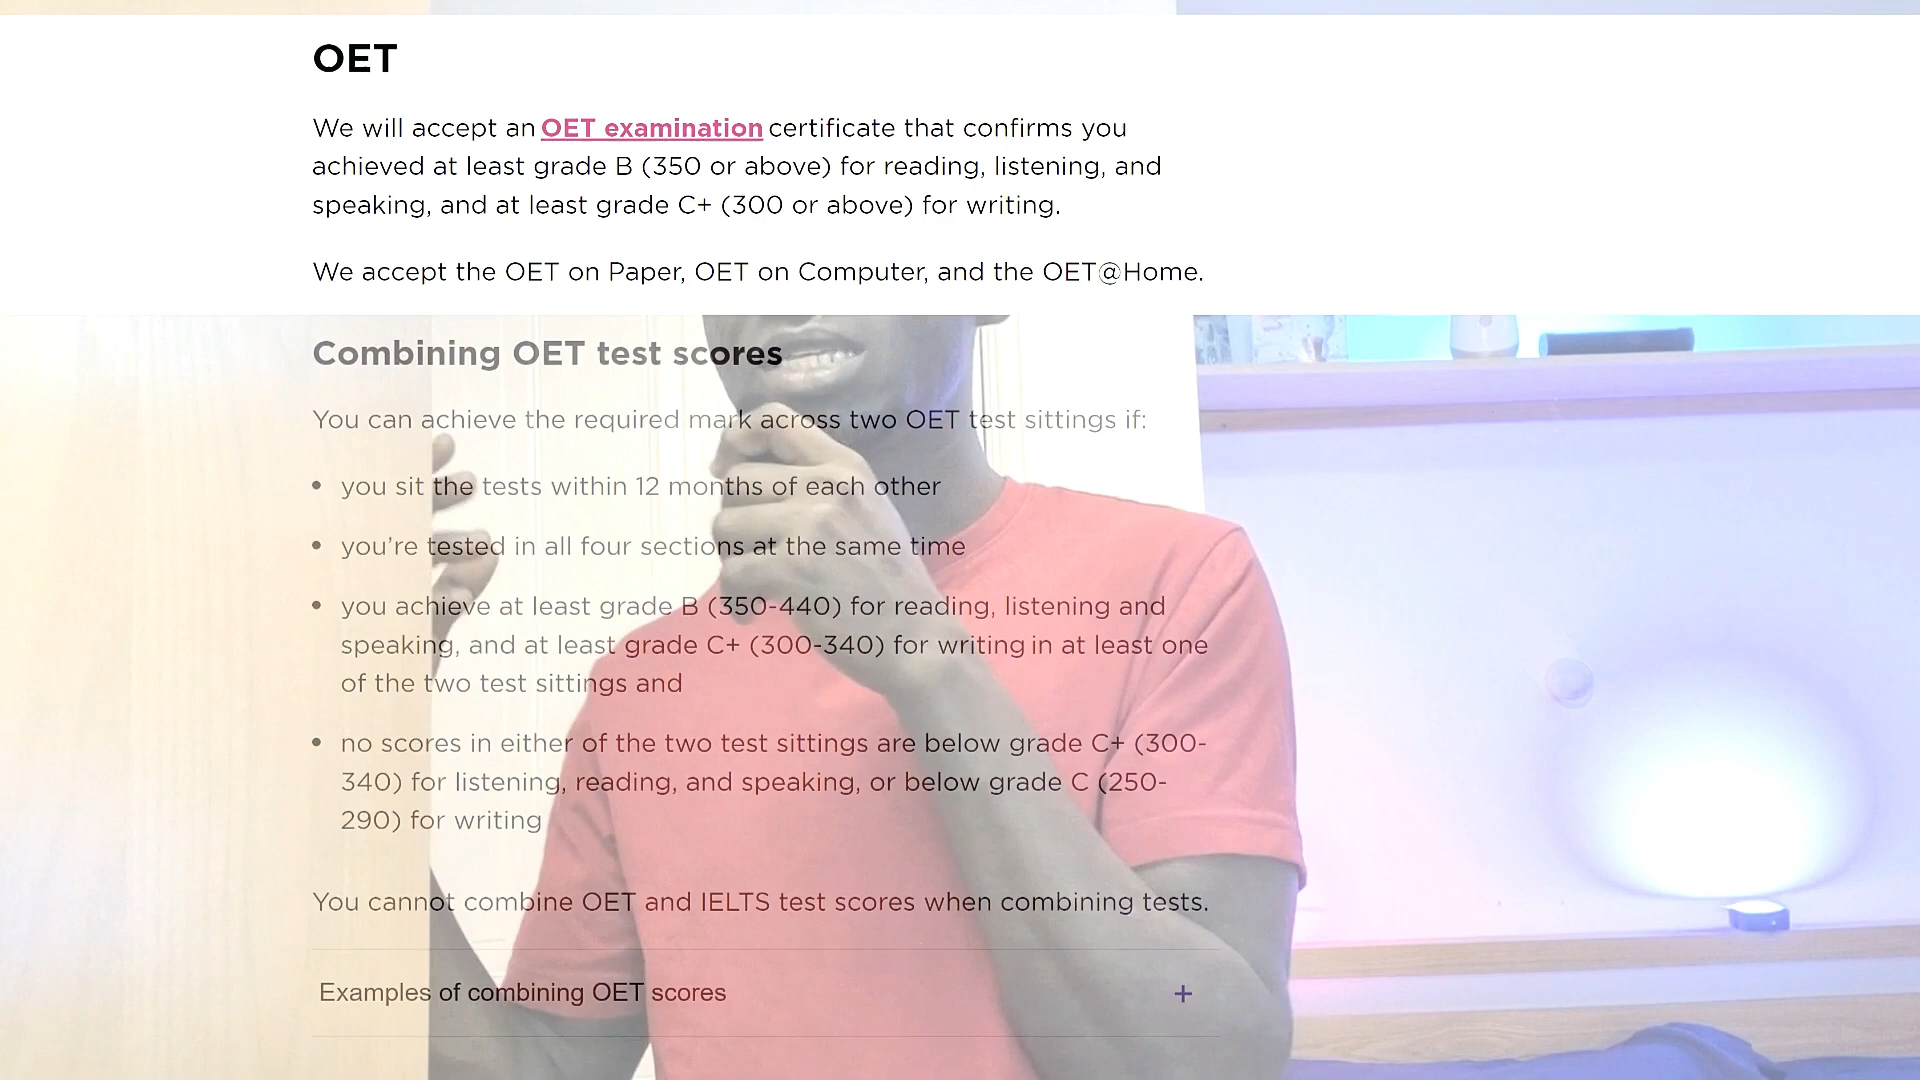 OET
We will accept an OET examination certificate that confirms you
achieved at least grade B (350 or above) for reading, listening, and
speaking, and at least grade C+ (300 or above) for writing.
We accept the OET on Paper, OET on Computer, and the OET@Home.
Combining OET test scores
You can achieve the required mark across two OET test sittings if:
• you sit the tests within 12 months of each other
• you're tested in all four sections at the same time
• you achieve at least grade B (350-440) for reading, listening and
speaking, and at least grade C+ (300-340) for writing in at least one
of the two test sittings and
• no scores in either of the two test sittings are below grade C+ (300-
340) for listening, reading, and speaking, or below grade C (250-
290) for writing
You cannot combine OET and IELTS test scores when combining tests.
Examples of combining OET scores +